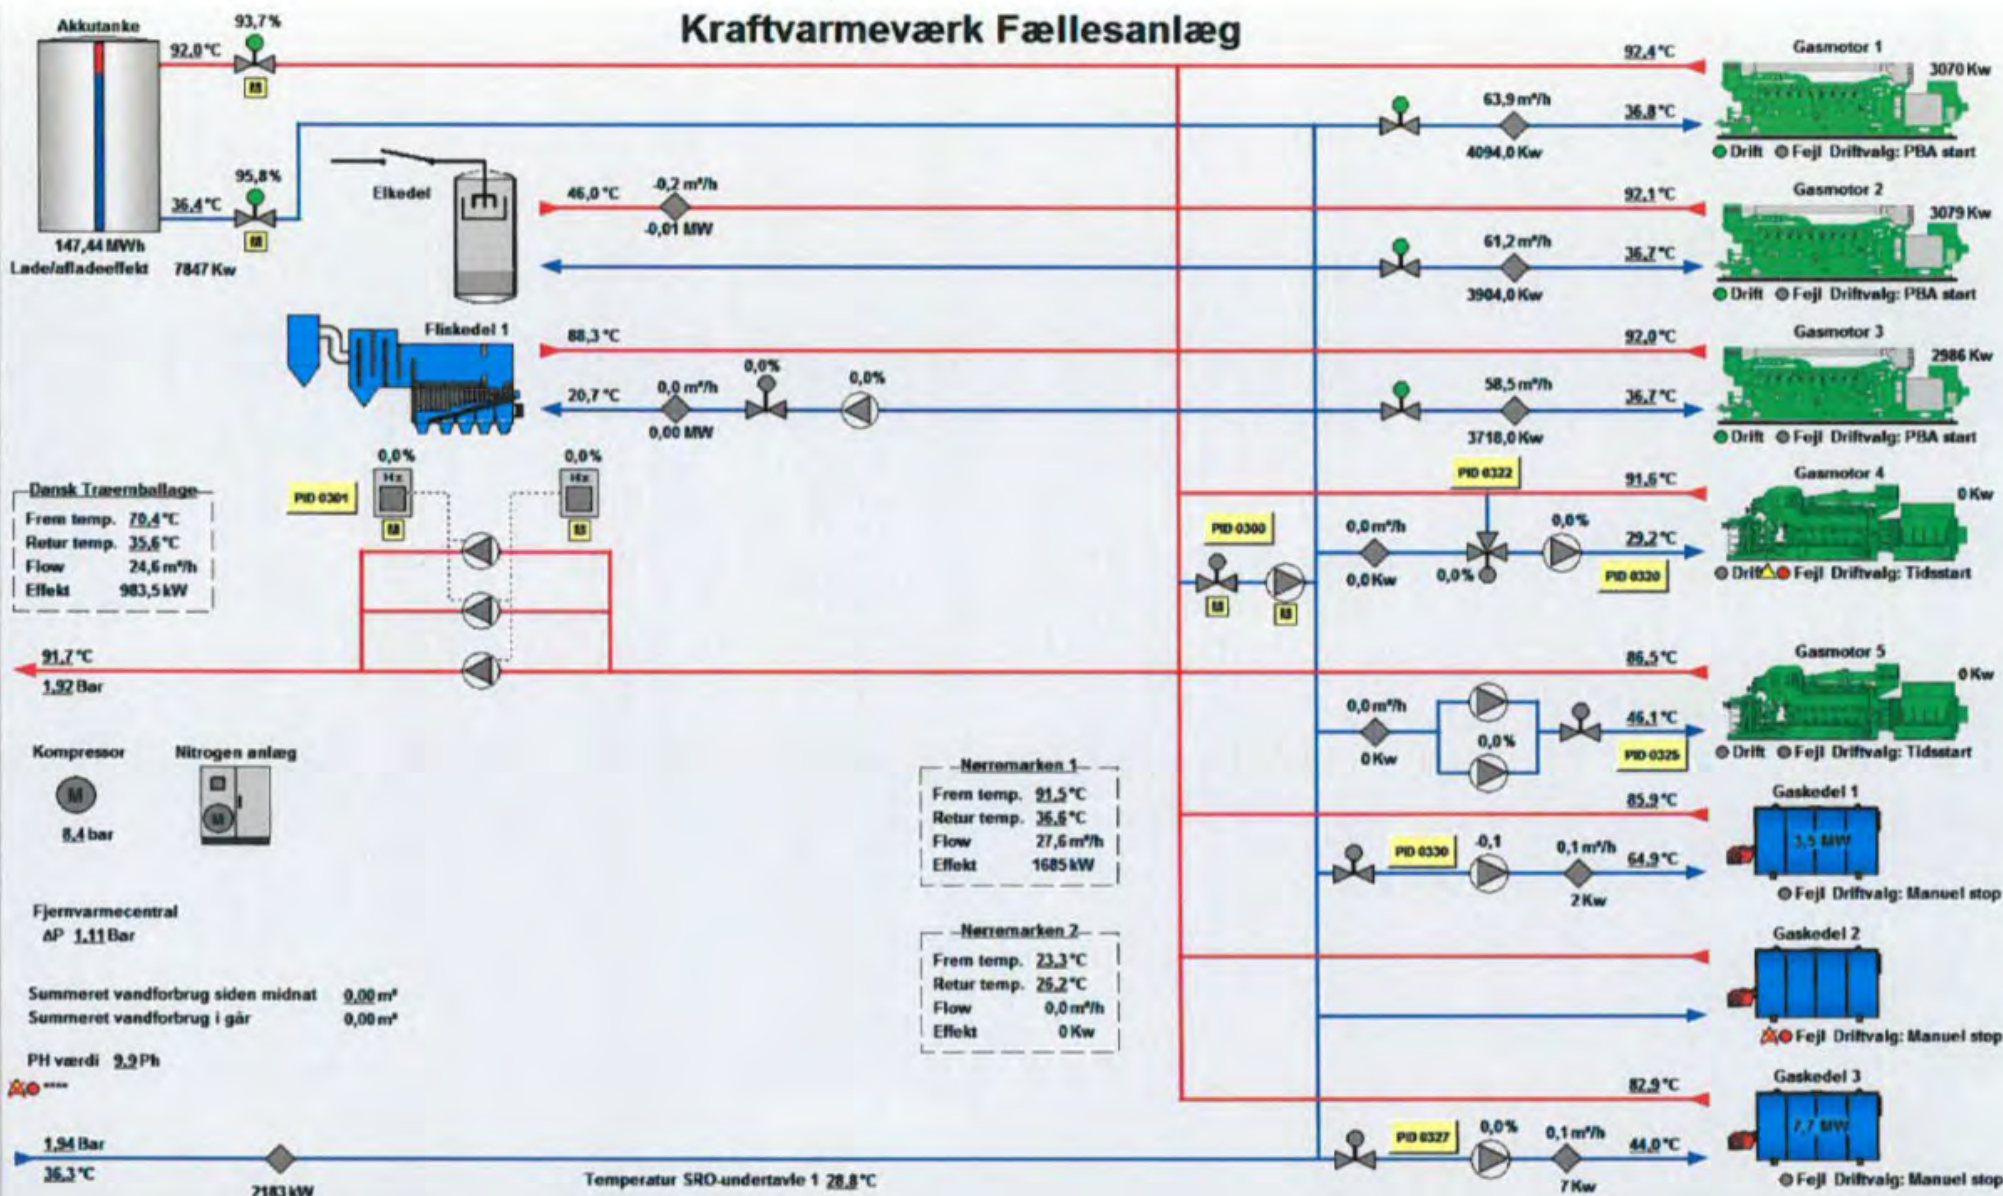 Kraftvarmeværk Fællesanlæg
Akkutanke
93,7%
92,0°C
M
95,8%
36,4°C
M
147,44 MWh
Lade/afladeeffekt 7847 Kw
Elkedel
46,0°C
-0,2 m³/h
-0,01 MW
Fliskedel 1
88,3°C
20,7°C
0,0 m³/h
0,00 MW
0,0%
0,0%
92,4°C
Gasmotor 1
3070 Kw
63,9 m³/h
36,8°C
4094,0 Kw
Drift Fejl Driftvalg: PBA start
92,1°C
Gasmotor 2
3079 Kw
61,2 m³/h
36,7°C
3904,0 Kw
Drift Fejl Driftvalg: PBA start
92,0°C
Gasmotor 3
2986 Kw
58,5 m³/h
36,7°C
3718,0 Kw
Drift Fejl Driftvalg: PBA start
PID 0322
91,6°C
Gasmotor 4
0 Kw
PID 0300
M
M
0,0 m³/h
0,0 Kw
0,0%
0,0%
29,2°C
PID 0320
Drift Fejl Driftvalg: Tidsstart
Dansk Træemballage
Frem temp. 70,4°C
Retur temp. 35,6°C
Flow 24,6 m³/h
Effekt 983,5 kW
PID 0301
0,0%
Hz
M
0,0%
Hz
M
91,7°C
1,92 Bar
86,5°C
Gasmotor 5
0 Kw
0,0 m³/h
0 Kw
0,0%
46,1°C
PID 0325
Drift Fejl Driftvalg: Tidsstart
Kompressor
M
8,4 bar
Nitrogen anlæg
M
Nørremarken 1
Frem temp. 91,5°C
Retur temp. 36,6°C
Flow 27,6 m³/h
Effekt 1685 kW
85,9°C
Gaskedel 1
3,5 MW
PID 0330
-0,1
0,1 m³/h
64,9°C
2 Kw
Fejl Driftvalg: Manuel stop
Fjernvarmecentral
ΔP 1,11 Bar
Nørremarken 2
Frem temp. 23,3°C
Retur temp. 26,2°C
Flow 0,0 m³/h
Effekt 0 Kw
Gaskedel 2
Fejl Driftvalg: Manuel stop
Summeret vandforbrug siden midnat 0,00 m³
Summeret vandforbrug i går 0,00 m³
PH værdi 9,9 Ph
****
82,9°C
Gaskedel 3
7,7 MW
PID 0327
0,0%
0,1 m³/h
44,0°C
7 Kw
Fejl Driftvalg: Manuel stop
1,94 Bar
36,3°C
2183 kW
Temperatur SRO-undertavle 1 28,8°C